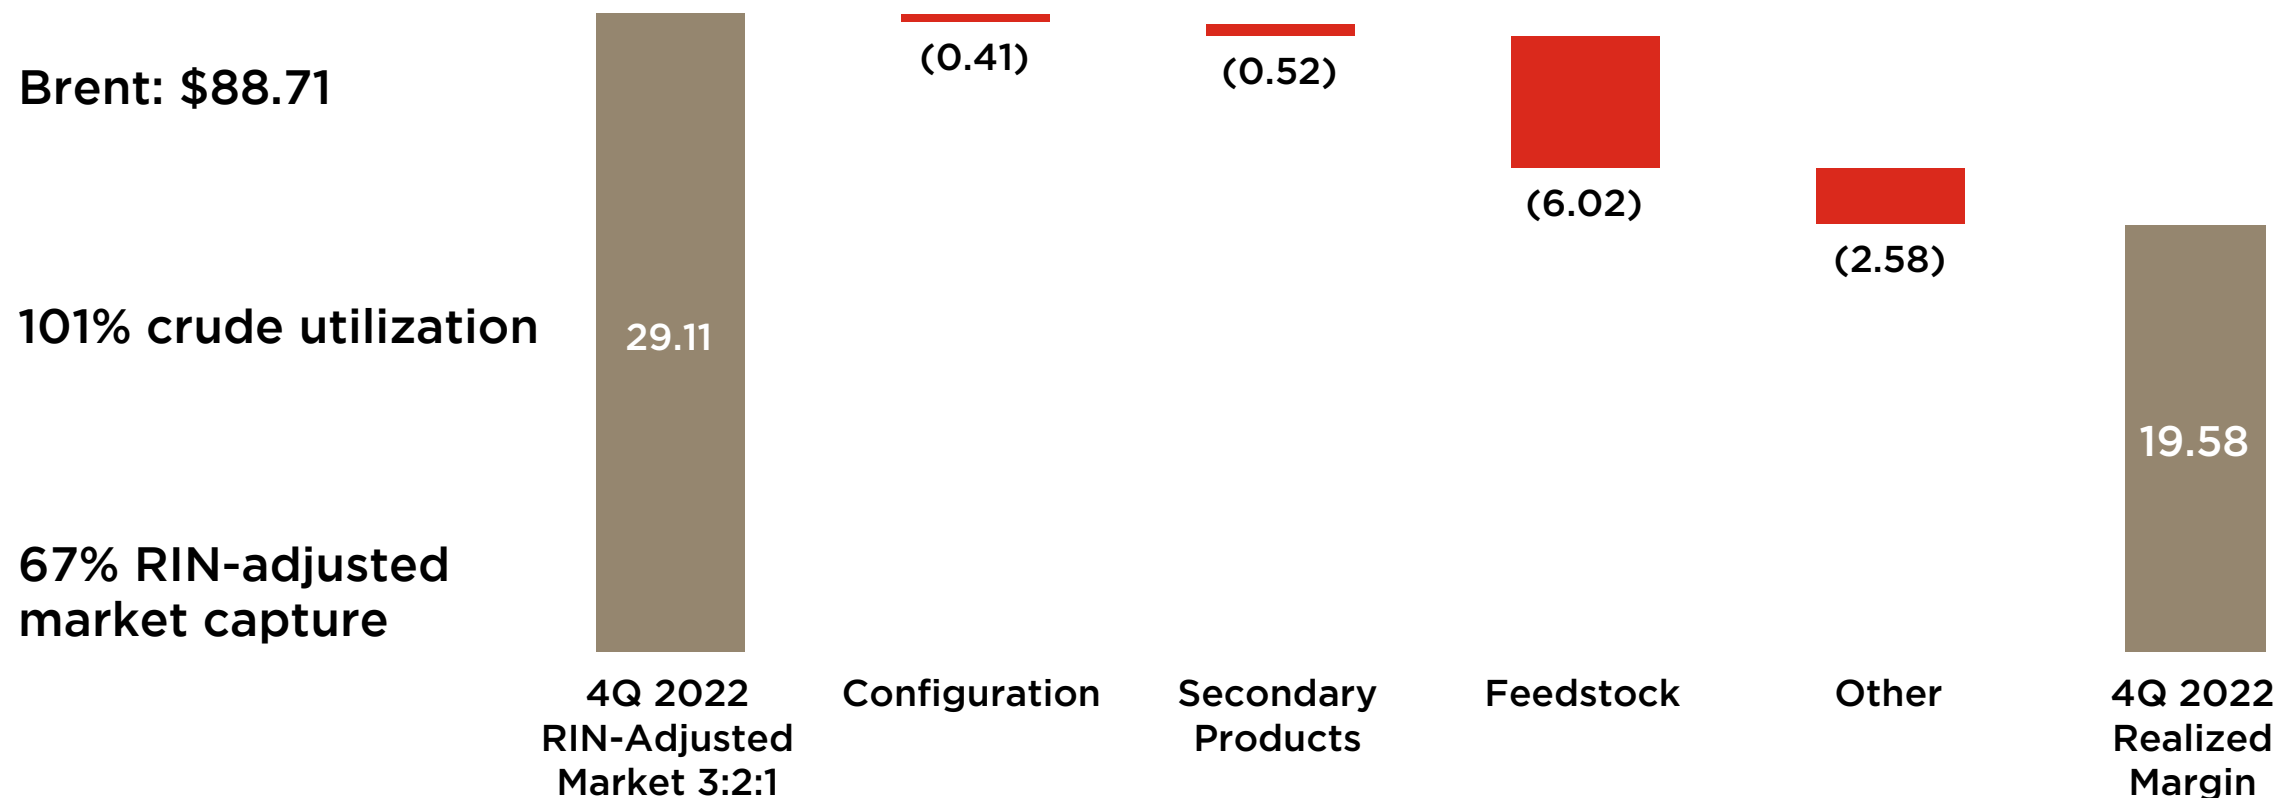 Brent: $88.71
101% crude utilization
67% RIN-adjusted
market capture
29.11
(0.41)
(0.52)
(6.02)
(2.58)
19.58
4Q 2022
RIN-Adjusted
Market 3:2:1
Configuration
Secondary
Products
Feedstock
Other
4Q 2022
Realized
Margin